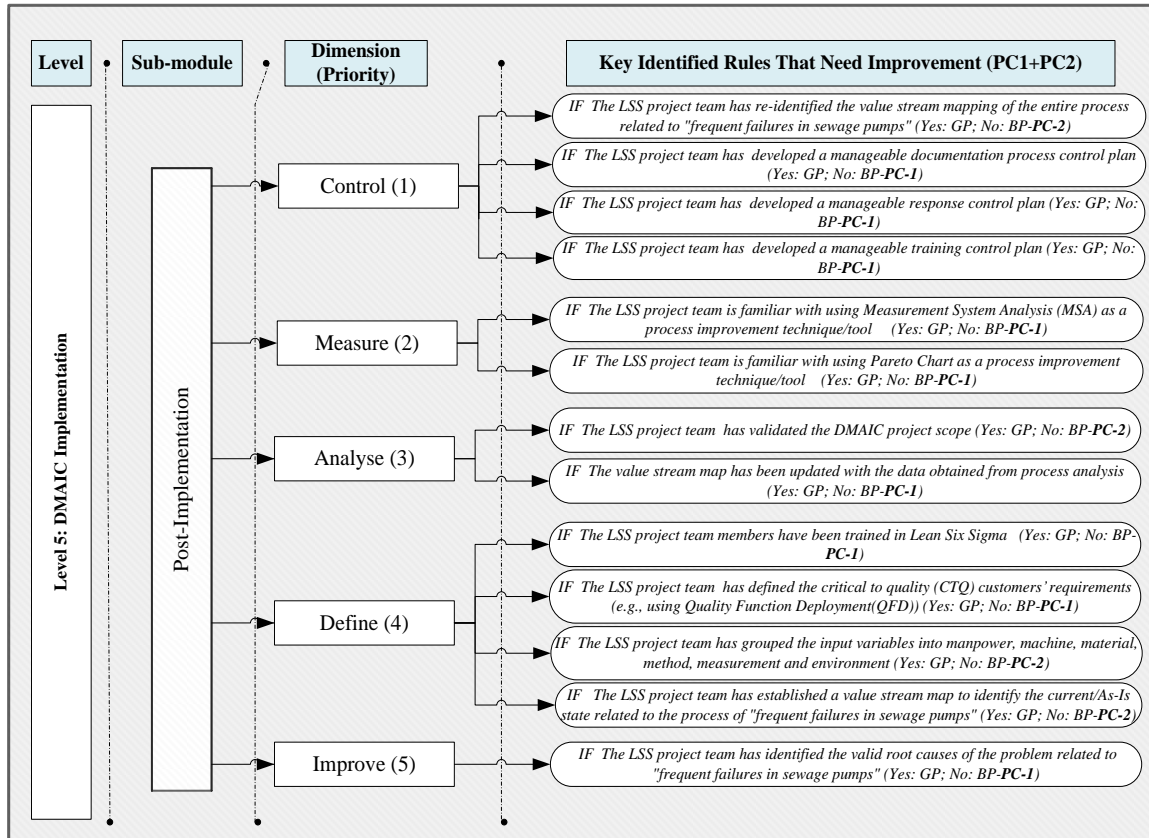 Level
Sub-module
Dimension
(Priority)
Key Identified Rules That Need Improvement (PC1+PC2)
Level 5: DMAIC Implementation
Post-Implementation
Control (1)
IF The LSS project team has re-identified the value stream mapping of the entire process
related to "frequent failures in sewage pumps" (Yes: GP; No: BP-PC-2)
IF The LSS project team has developed a manageable documentation process control plan
(Yes: GP; No: BP-PC-1)
IF The LSS project team has developed a manageable response control plan (Yes: GP; No:
BP-PC-1)
IF The LSS project team has developed a manageable training control plan (Yes: GP; No:
BP-PC-1)
Measure (2)
IF The LSS project team is familiar with using Measurement System Analysis (MSA) as a
process improvement technique/tool (Yes: GP; No: BP-PC-1)
IF The LSS project team is familiar with using Pareto Chart as a process improvement
technique/tool (Yes: GP; No: BP-PC-1)
Analyse (3)
IF The LSS project team has validated the DMAIC project scope (Yes: GP; No: BP-PC-2)
IF The value stream map has been updated with the data obtained from process analysis
(Yes: GP; No: BP-PC-1)
Define (4)
IF The LSS project team members have been trained in Lean Six Sigma (Yes: GP; No: BP-
PC-1)
IF The LSS project team has defined the critical to quality (CTQ) customers' requirements
(e.g., using Quality Function Deployment(QFD)) (Yes: GP; No: BP-PC-1)
IF The LSS project team has grouped the input variables into manpower, machine, material,
method, measurement and environment (Yes: GP; No: BP-PC-2)
IF The LSS project team has established a value stream map to identify the current/As-Is
state related to the process of "frequent failures in sewage pumps" (Yes: GP; No: BP-PC-2)
Improve (5)
IF The LSS project team has identified the valid root causes of the problem related to
"frequent failures in sewage pumps" (Yes: GP; No: BP-PC-1)